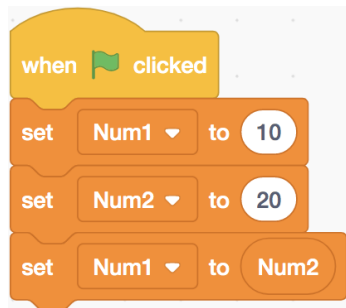 when clicked
set Num1 to 10
set Num2 to 20
set Num1 to Num2